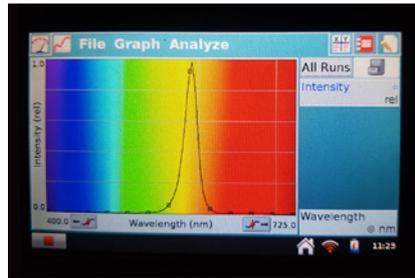 File Graph Analyze
1.0
All Runs
Intensity
rel
Intensity (rel)
0.0
400.0
Wavelength (nm)
725.0
Wavelength
nm
11:29